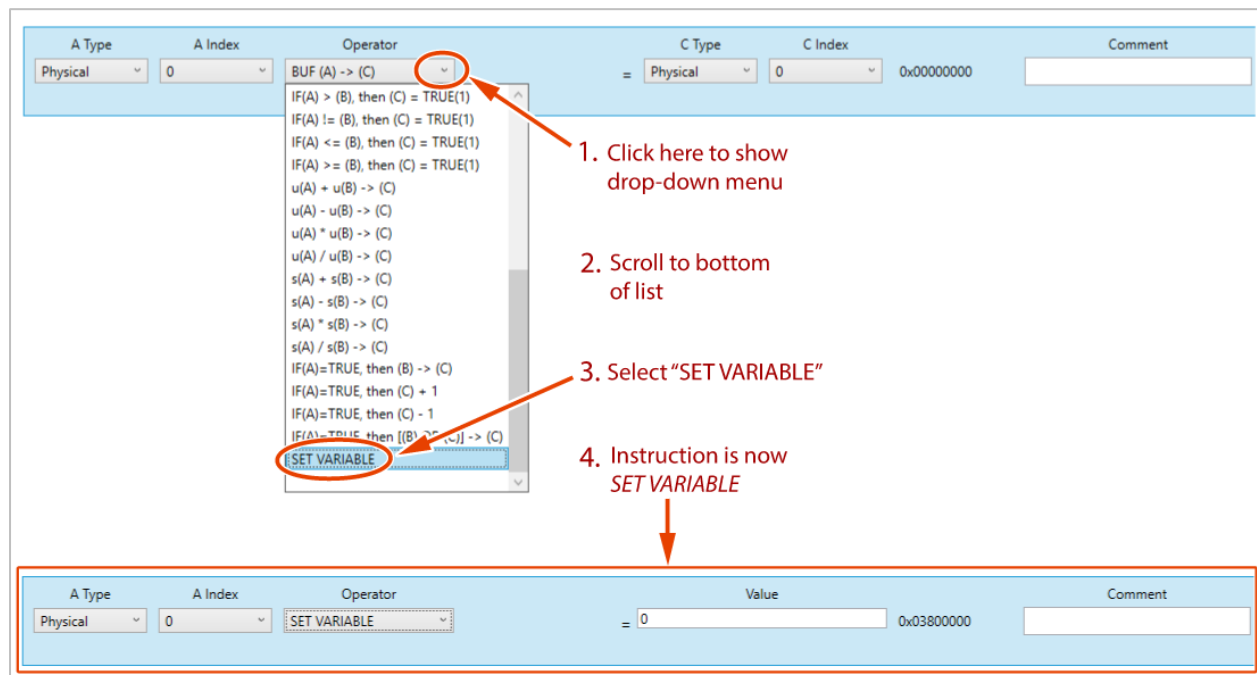 A Type A Index Operator C Type C Index Comment
Physical 0 BUF (A) -> (C) = Physical 0 0x00000000
IF(A) > (B), then (C) = TRUE(1)
IF(A) != (B), then (C) = TRUE(1)
IF(A) <= (B), then (C) = TRUE(1)
IF(A) >= (B), then (C) = TRUE(1)
u(A) + u(B) -> (C)
u(A) - u(B) -> (C)
u(A) * u(B) -> (C)
u(A) / u(B) -> (C)
s(A) + s(B) -> (C)
s(A) - s(B) -> (C)
s(A) * s(B) -> (C)
s(A) / s(B) -> (C)
IF(A)=TRUE, then (B) -> (C)
IF(A)=TRUE, then (C) + 1
IF(A)=TRUE, then (C) - 1
IF(A)=TRUE, then [(B) OR (C)] -> (C)
SET VARIABLE
1. Click here to show
drop-down menu
2. Scroll to bottom
of list
3. Select “SET VARIABLE”
4. Instruction is now
SET VARIABLE
A Type A Index Operator Value Comment
Physical 0 SET VARIABLE = 0 0x03800000